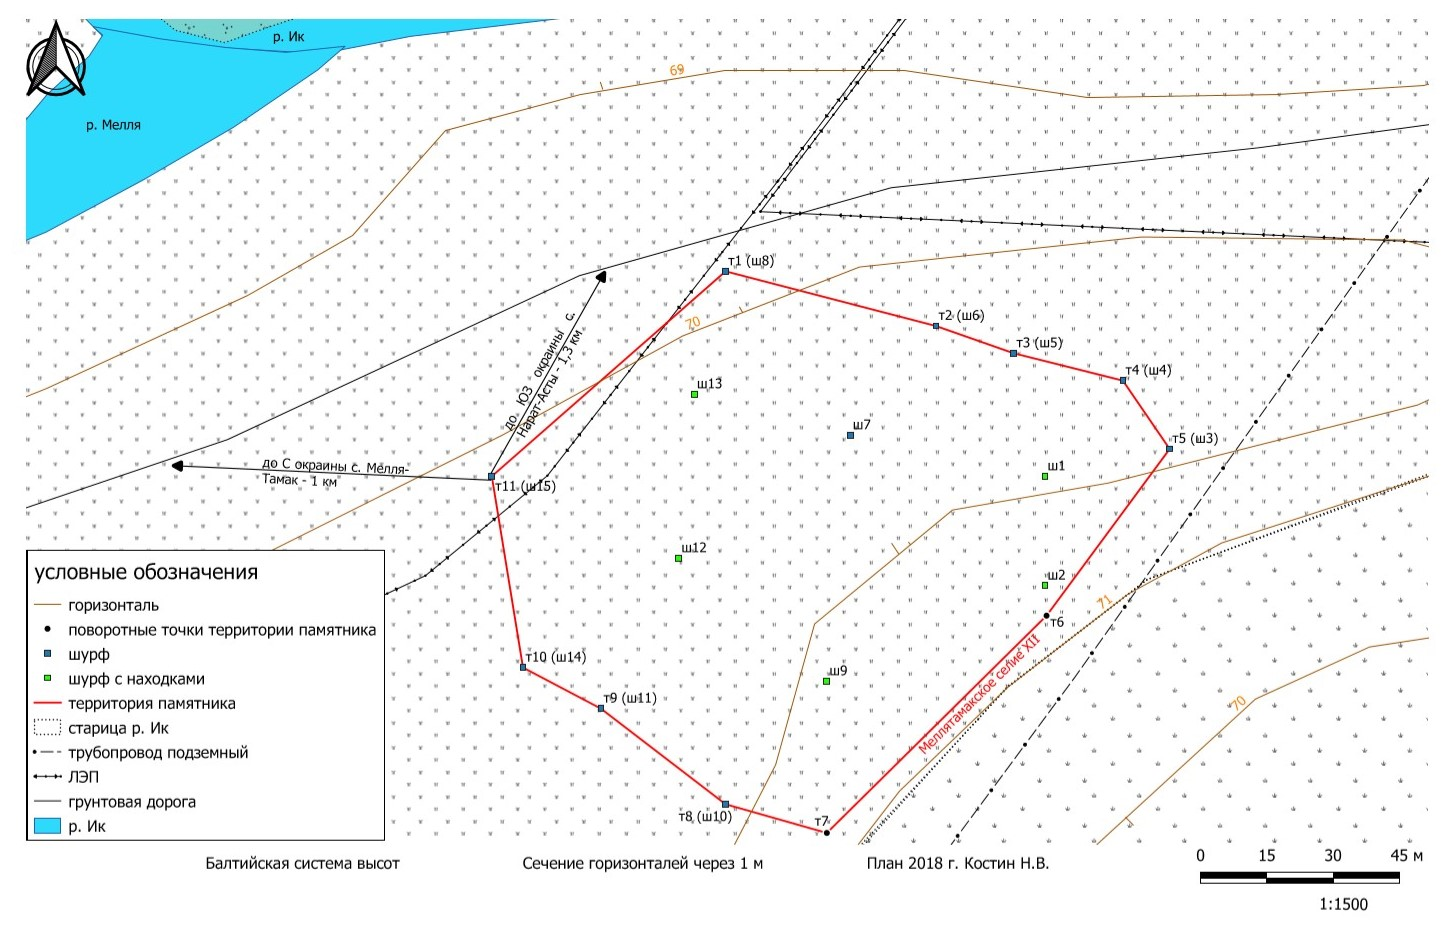 р. Ик
69
р. Мелля
т1 (ш8)
70
т2 (ш6)
т3 (ш5)
т4 (ш4)
до ЮЗ окраины с.
Нарат-Асты - 1,3 км
ш13
ш7
т5 (ш3)
до С окраины с. Мелля-
Тамак - 1 км
т11 (ш15)
ш1
ш12
ш2
71
т6
Меллятамакское селие XII
т10 (ш14)
ш9
т9 (ш11)
70
т8 (ш10)
т7
условные обозначения
горизонталь
поворотные точки территории памятника
шурф
шурф с находками
территория памятника
старица р. Ик
трубопровод подземный
ЛЭП
грунтовая дорога
р. Ик
Балтийская система высот
Сечение горизонталей через 1 м
План 2018 г. Костин Н.В.
0 15 30 45 м
1:1500